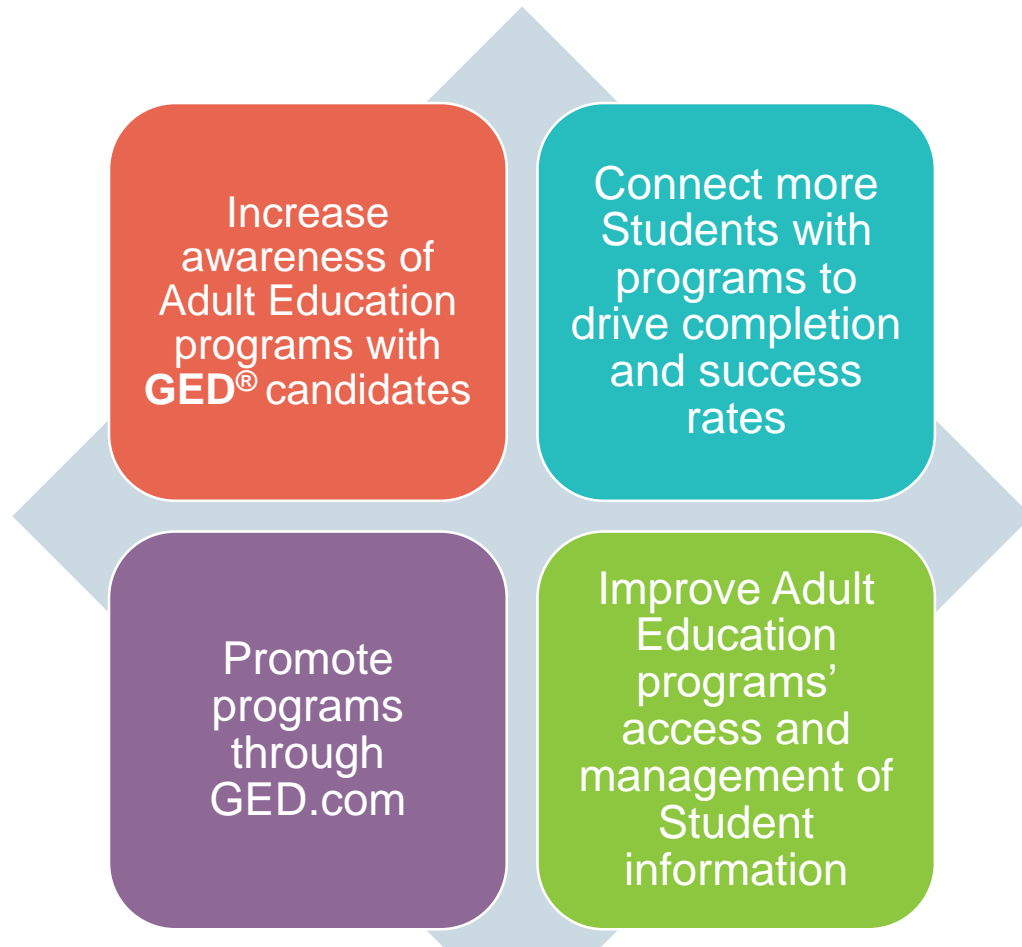 Increase
awareness of
Adult Education
programs with
GED® candidates
Connect more
Students with
programs to
drive completion
and success
rates
Promote
programs
through
GED.com
Improve Adult
Education
programs’
access and
management of
Student
information